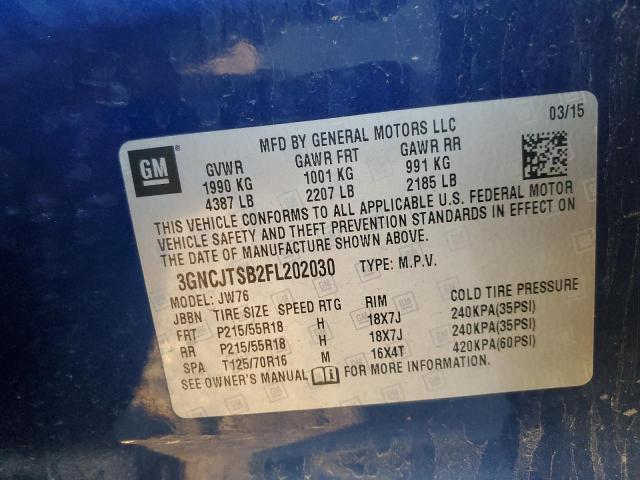 MFD BY GENERAL MOTORS LLC 03/15
GM
GVWR GAWR FRT GAWR RR
1990 KG 1001 KG 991 KG
4387 LB 2207 LB 2185 LB
THIS VEHICLE CONFORMS TO ALL APPLICABLE U.S. FEDERAL MOTOR
VEHICLE SAFETY AND THEFT PREVENTION STANDARDS IN EFFECT ON
THE DATE OF MANUFACTURE SHOWN ABOVE.
3GNCJTSB2FL202030 TYPE: M.P.V.
MODEL: JW76
JBBN TIRE SIZE SPEED RTG RIM COLD TIRE PRESSURE
FRT P215/55R18 H 18X7J 240KPA(35PSI)
RR P215/55R18 H 18X7J 240KPA(35PSI)
SPA T125/70R16 M 16X4T 420KPA(60PSI)
SEE OWNER'S MANUAL FOR MORE INFORMATION.